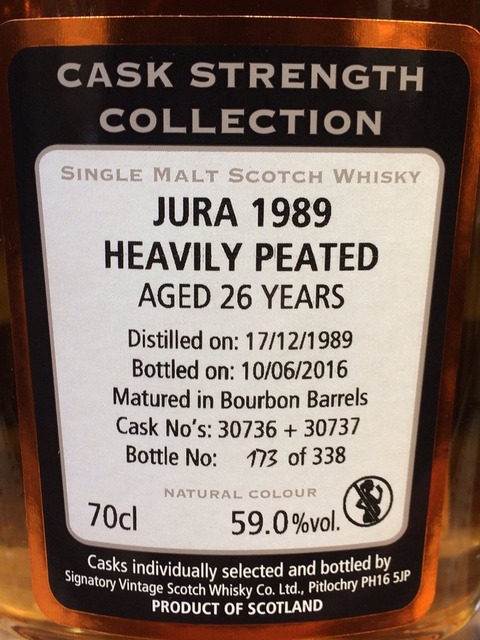 CASK STRENGTH
COLLECTION
SINGLE MALT SCOTCH WHISKY
JURA 1989
HEAVILY PEATED
AGED 26 YEARS
Distilled on: 17/12/1989
Bottled on: 10/06/2016
Matured in Bourbon Barrels
Cask No's: 30736 + 30737
Bottle No: 173 of 338
NATURAL COLOUR
70cl 59.0%vol.
Casks individually selected and bottled by
Signatory Vintage Scotch Whisky Co. Ltd., Pitlochry PH16 5JP
PRODUCT OF SCOTLAND